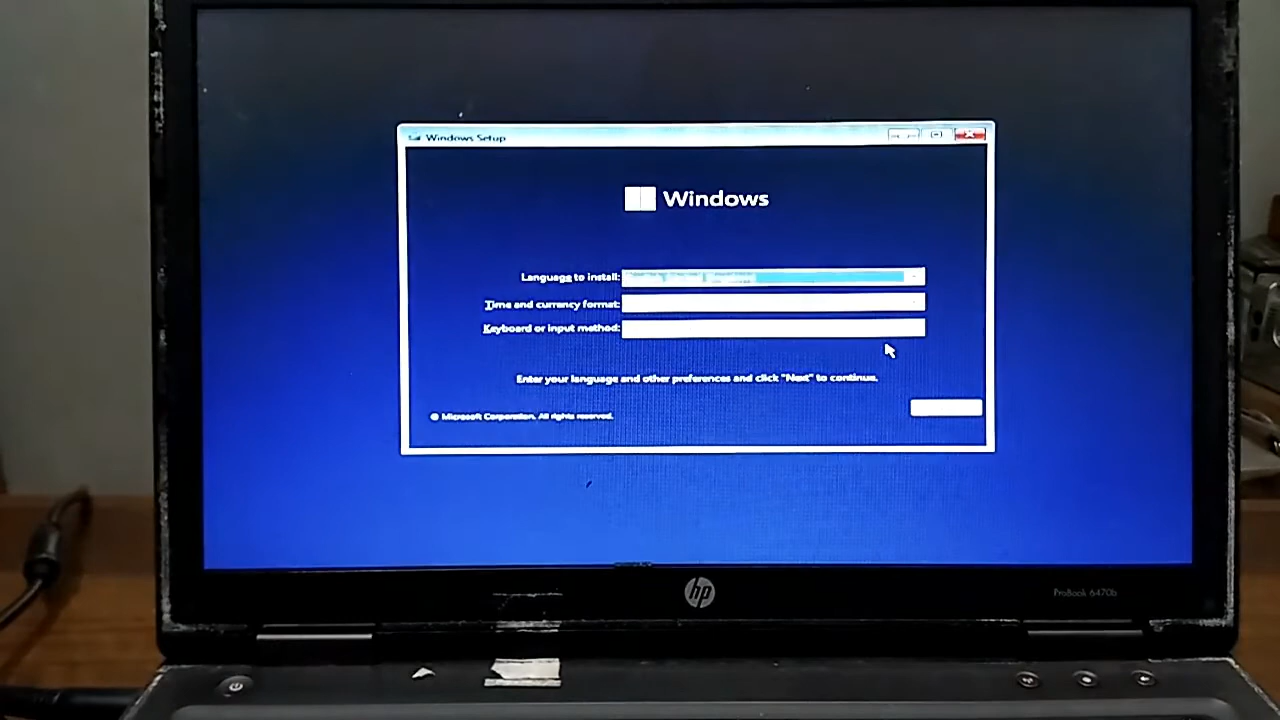 Windows Setup
Windows
Language to install:
Time and currency format:
Keyboard or input method:
Enter your language and other preferences and click "Next" to continue.
© Microsoft Corporation. All rights reserved.
hp
ProBook 6470b